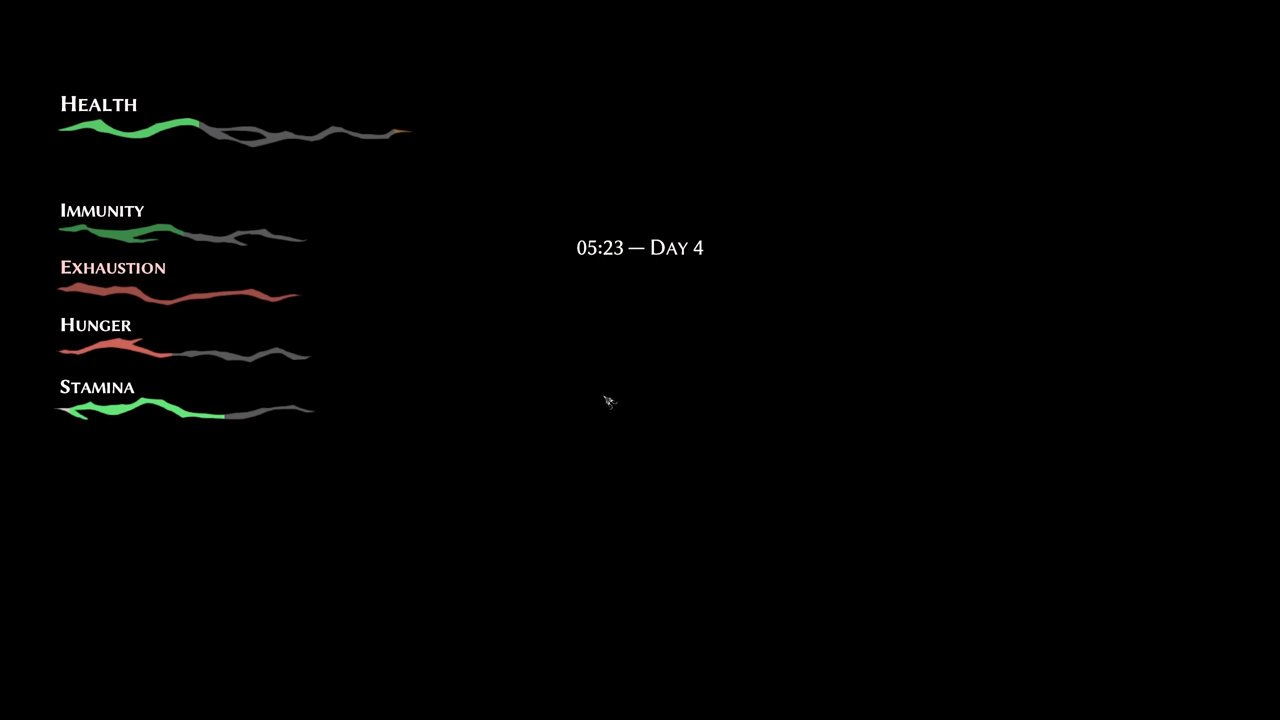 Health
Immunity
05:23 — Day 4
Exhaustion
Hunger
Stamina